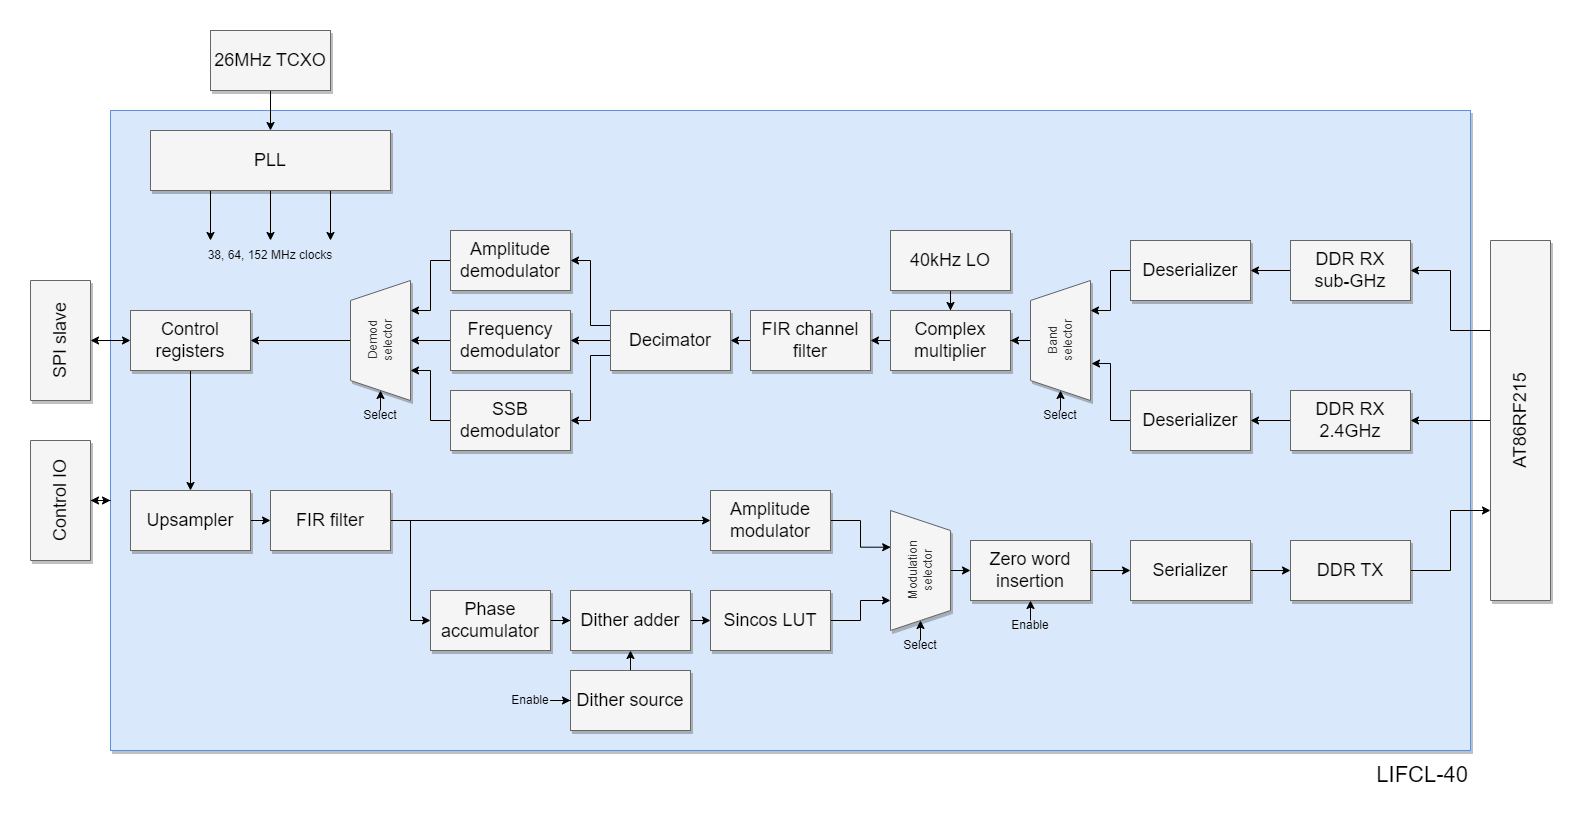 26MHz TCXO
PLL
38, 64, 152 MHz clocks
SPI slave
Control
registers
Demod
selector
Select
Amplitude
demodulator
Frequency
demodulator
SSB
demodulator
Decimator
FIR channel
filter
40kHz LO
Complex
multiplier
Band
selector
Select
Deserializer
DDR RX
sub-GHz
Deserializer
DDR RX
2.4GHz
AT86RF215
Control IO
Upsampler
FIR filter
Amplitude
modulator
Phase
accumulator
Dither adder
Sincos LUT
Enable
Dither source
Modulation
selector
Select
Zero word
insertion
Enable
Serializer
DDR TX
LIFCL-40